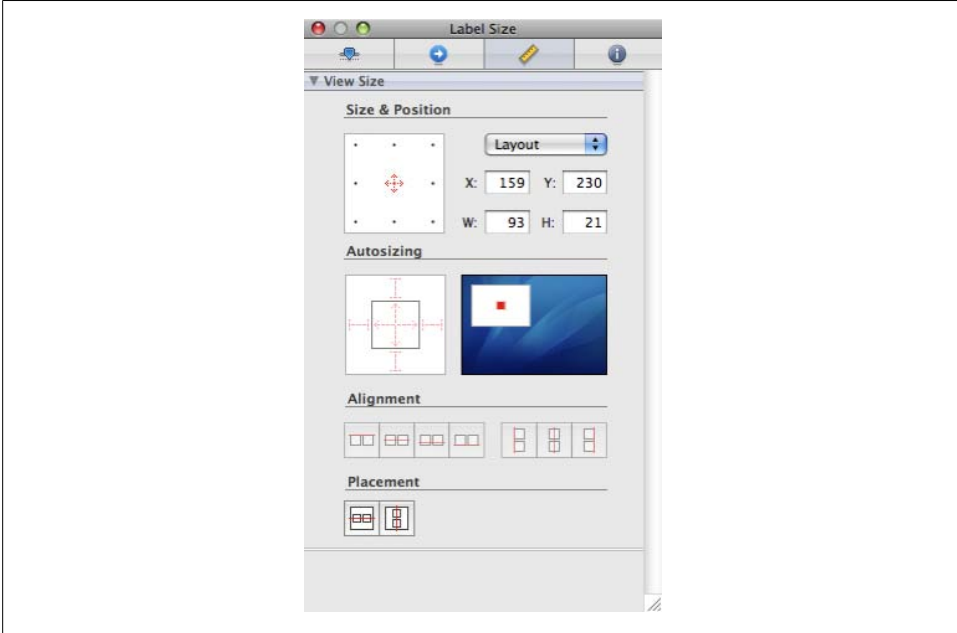 Label Size
View Size
Size & Position
Layout
X: 159 Y: 230
W: 93 H: 21
Autosizing
Alignment
Placement